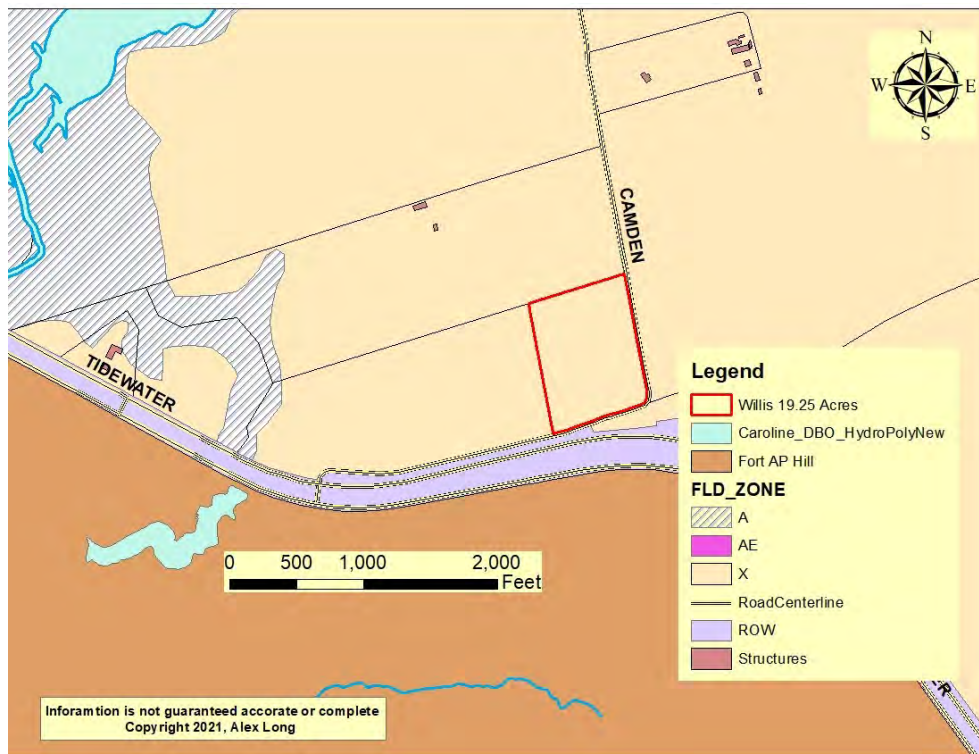 N
W E
S
CAMDEN
TIDEWATER
Legend
Willis 19.25 Acres
Caroline_DBO_HydroPolyNew
Fort AP Hill
FLD_ZONE
A
AE
X
RoadCenterline
ROW
Structures
0 500 1,000 2,000
Feet
Inforamtion is not guaranteed accorate or complete
Copyright 2021, Alex Long